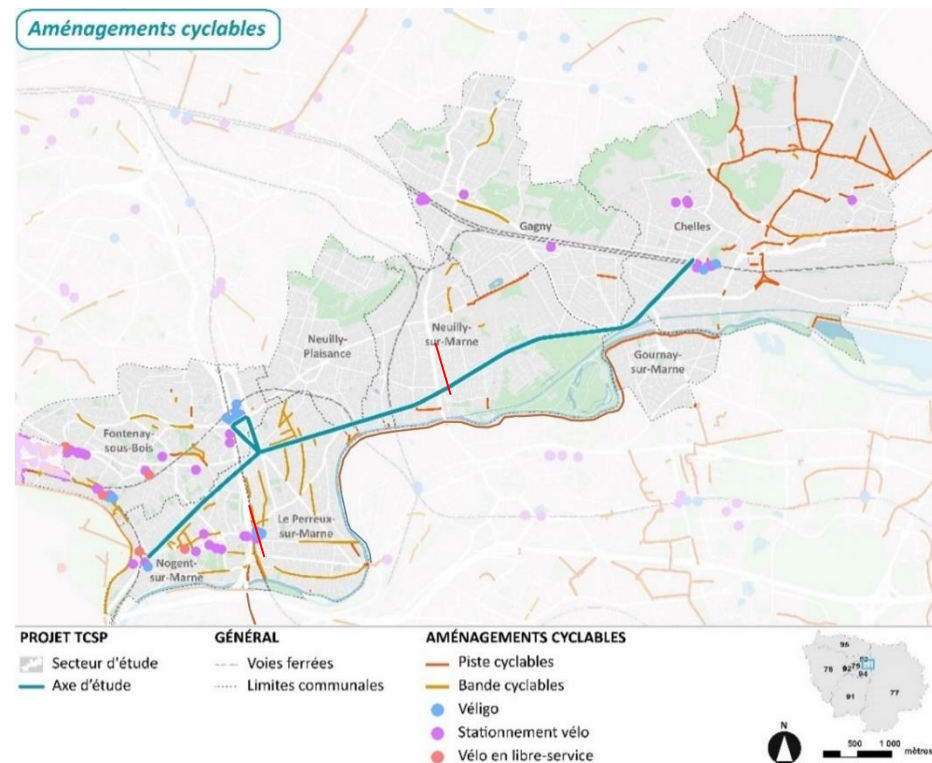 Aménagements cyclables
Gagny
Chelles
Neuilly-
Plaisance
Neuilly-
sur-Marne
Gournay-
sur-Marne
Fontenay-
sous-Bois
Le Perreux-
sur-Marne
Nogent-
sur-Marne
PROJET TCSP
Secteur d'étude
Axe d'étude
GÉNÉRAL
Voies ferrées
Limites communales
AMÉNAGEMENTS CYCLABLES
Piste cyclables
Bande cyclables
Véligo
Stationnement vélo
Vélo en libre-service
95
78
92
75
94
77
91
N
500
1 000
mètres